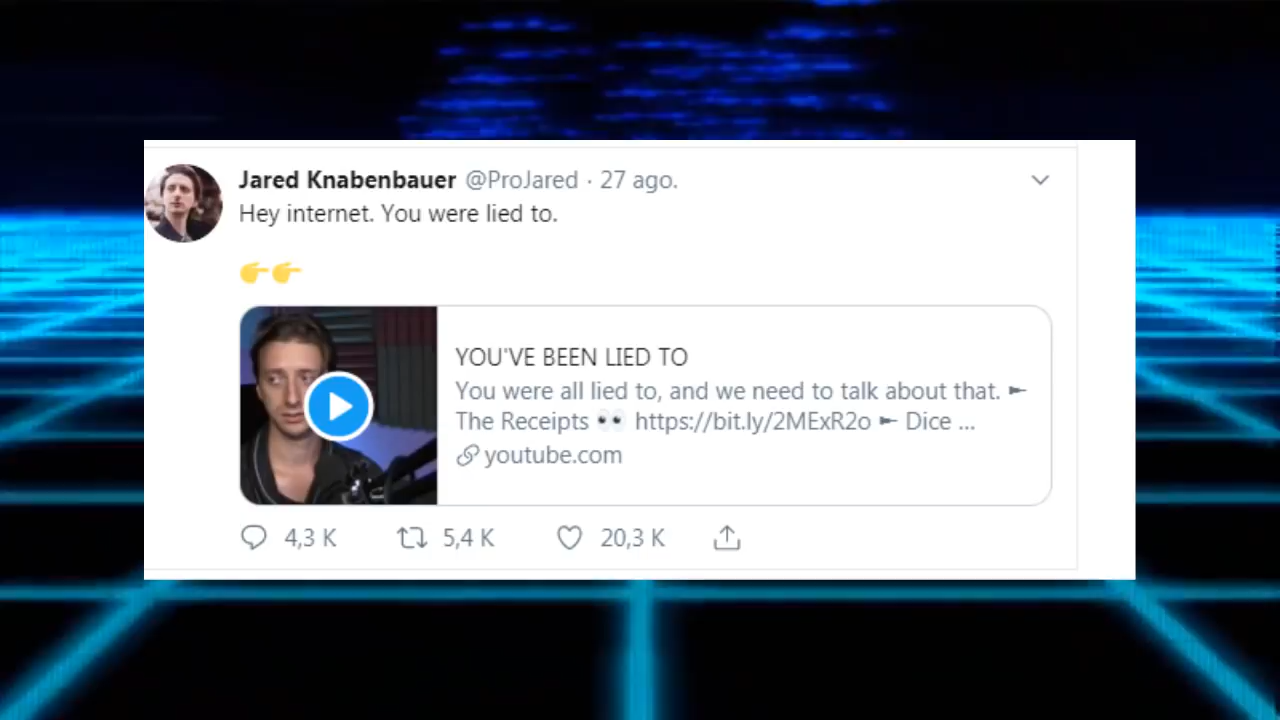 Jared Knabenbauer @ProJared · 27 ago.
Hey internet. You were lied to.
👉👉
YOU'VE BEEN LIED TO
You were all lied to, and we need to talk about that. ►
The Receipts 👀 https://bit.ly/2MExR2o ► Dice ...
youtube.com
4,3 K 5,4 K 20,3 K